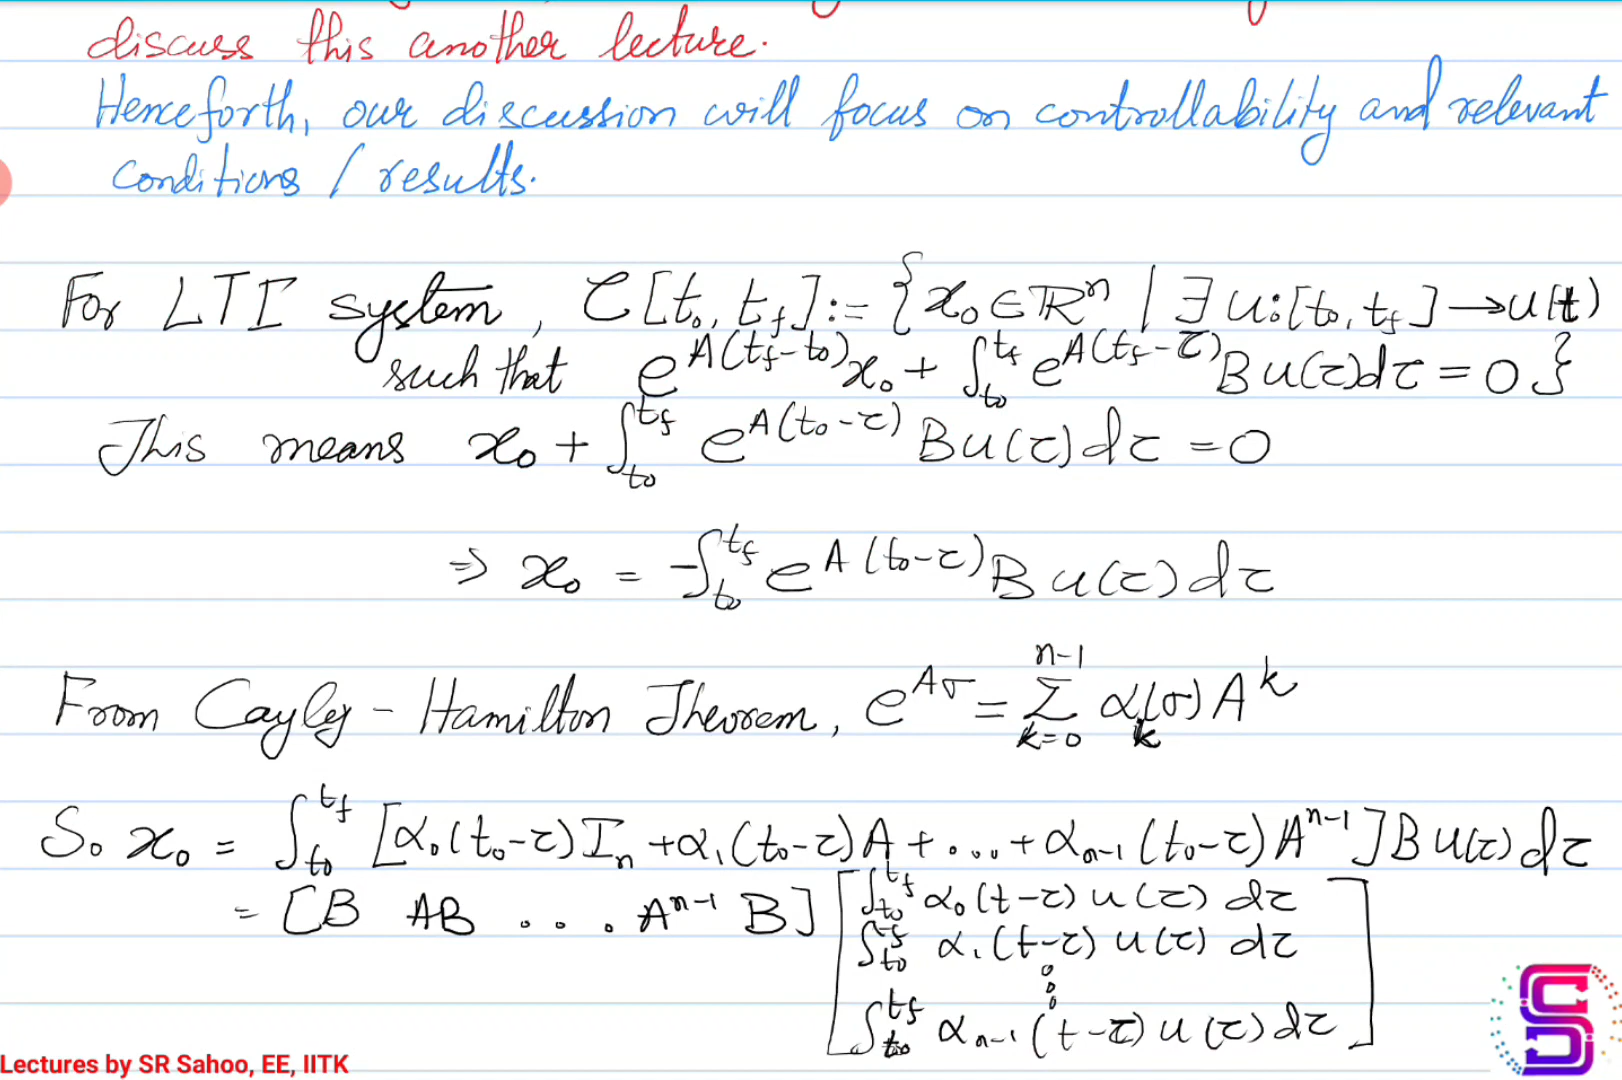 discuss this another lecture.
Henceforth, our discussion will focus on controllability and relevant
conditions / results.
For LTI system, C[t₀, t_f] := {x₀ ∈ ℝⁿ | ∃ u:[t₀, t_f] → u(t)
such that e^{A(t_f-t₀)}x₀ + ∫_{t₀}^{t_f} e^{A(t_f-τ)}Bu(τ)dτ = 0}
This means x₀ + ∫_{t₀}^{t_f} e^{A(t₀-τ)} Bu(τ)dτ = 0
⇒ x₀ = -∫_{t₀}^{t_f} e^{A(t₀-τ)}Bu(τ)dτ
From Cayley-Hamilton Theorem, e^{Aσ} = Σ_{k=0}^{n-1} α_k(σ)A^k
So x₀ = ∫_{t₀}^{t_f} [α₀(t₀-τ)I_n + α₁(t₀-τ)A + ... + α_{n-1}(t₀-τ)A^{n-1}]Bu(τ)dτ
= [B AB ... A^{n-1}B] [∫_{t₀}^{t_f} α₀(t-τ)u(τ)dτ
∫_{t₀}^{t_f} α₁(t-τ)u(τ)dτ
⋮
∫_{t₀}^{t_f} α_{n-1}(t-τ)u(τ)dτ]
Lectures by SR Sahoo, EE, IITK